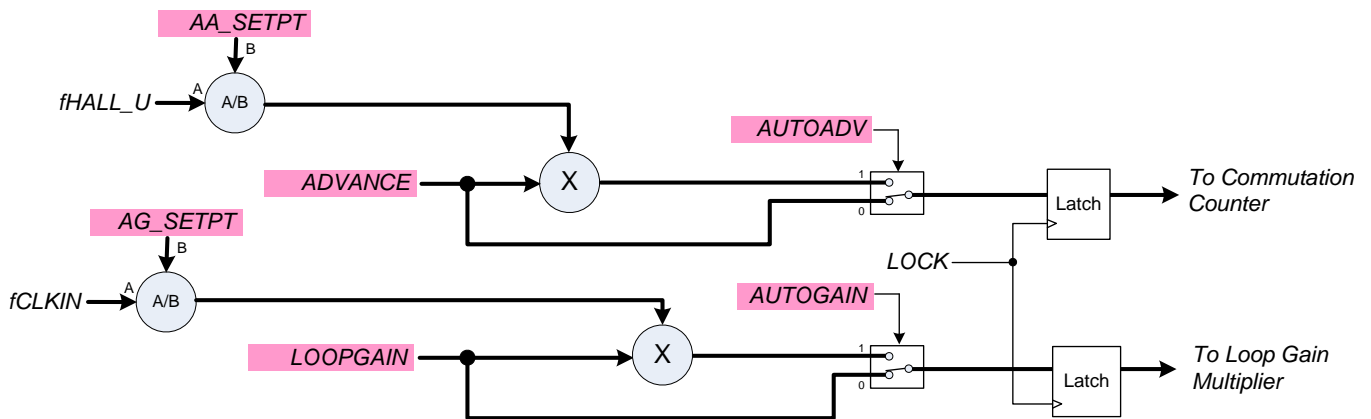 AA_SETPT
B
A
fHALL_U
A/B
AUTOADV
ADVANCE
X
1
0
Latch
To Commutation
Counter
AG_SETPT
B
A
fCLKIN
A/B
LOCK
AUTOGAIN
LOOPGAIN
X
1
0
Latch
To Loop Gain
Multiplier